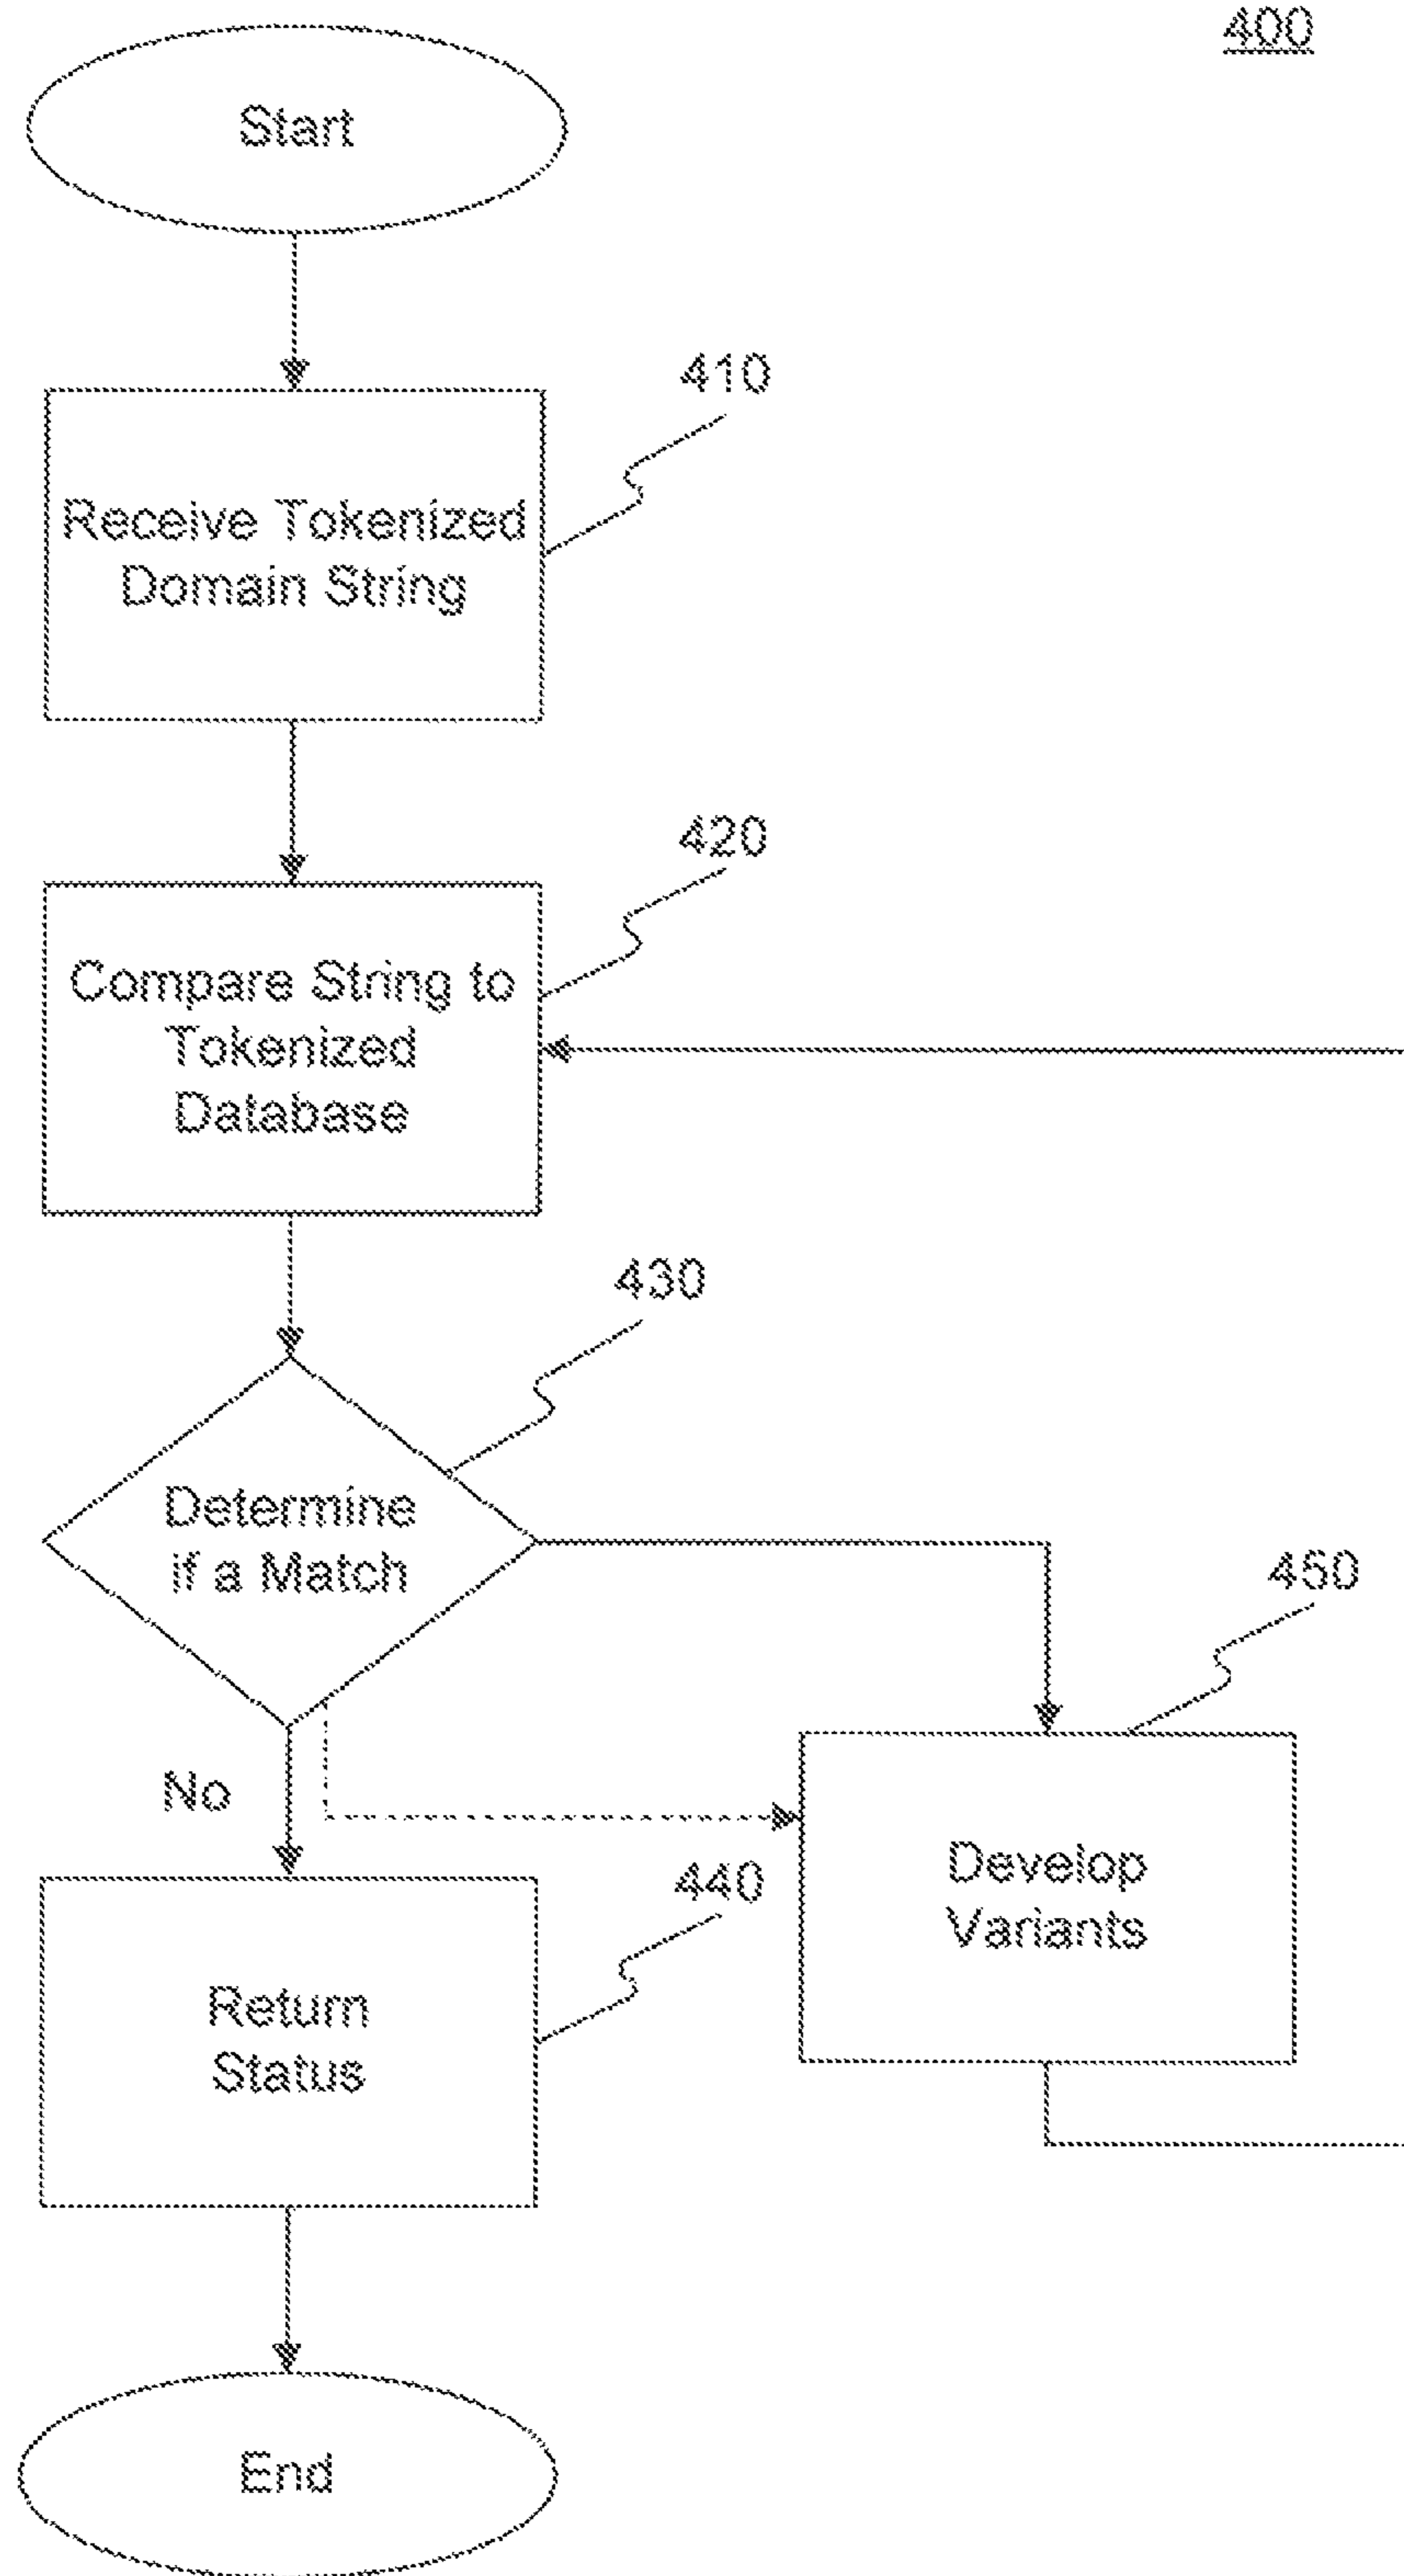 400
Start
410
Receive Tokenized
Domain String
420
Compare String to
Tokenized
Database
430
Determine
if a Match
450
No
Develop
Variants
440
Return
Status
End